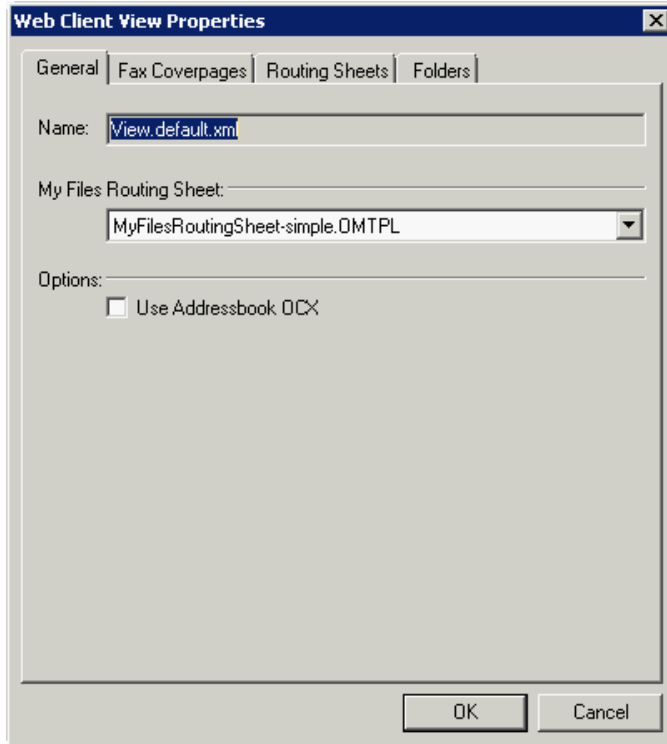 Web Client View Properties
General Fax Coverpages Routing Sheets Folders
Name: View.default.xml
My Files Routing Sheet:
MyFilesRoutingSheet-simple.OMTPL
Options:
Use Addressbook OCX
OK Cancel